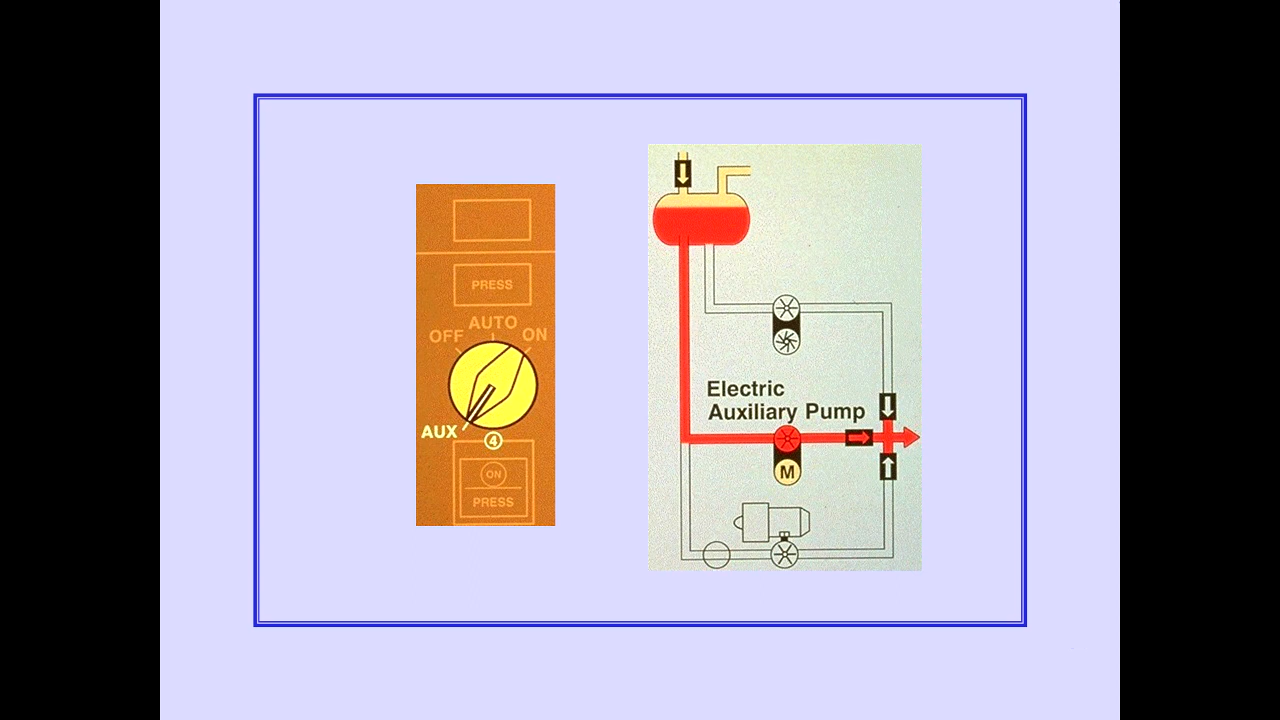 PRESS
AUTO
OFF ON
AUX
4
ON
PRESS
Electric
Auxiliary Pump
M